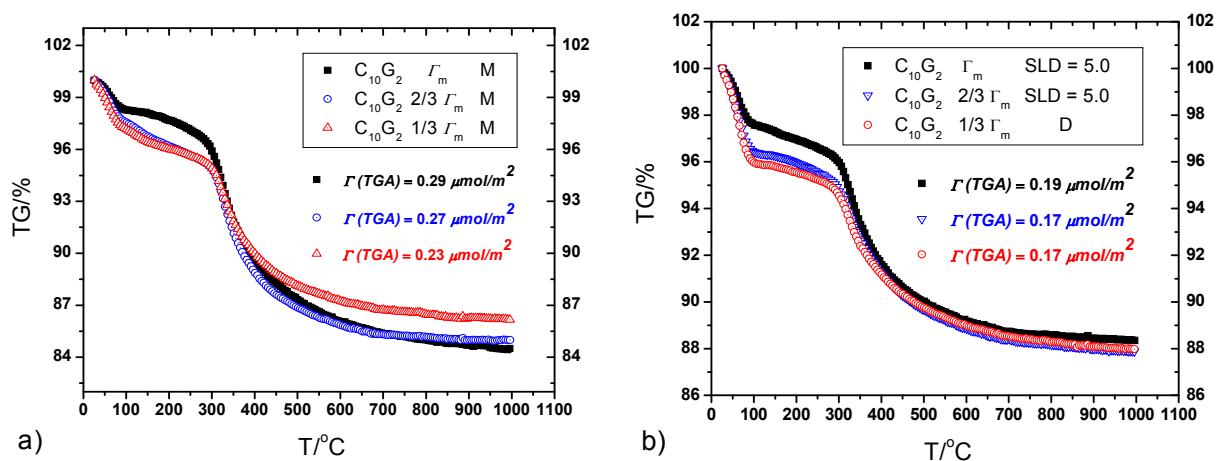 102
99
96
93
90
87
84
TG/%
C10G2 Γm M
C10G2 2/3 Γm M
C10G2 1/3 Γm M
Γ(TGA) = 0.29 μmol/m2
Γ(TGA) = 0.27 μmol/m2
Γ(TGA) = 0.23 μmol/m2
102
99
96
93
90
87
84
0 100 200 300 400 500 600 700 800 900 1000 1100
T/oC
a)
102
100
98
96
94
92
90
88
86
TG/%
C10G2 Γm SLD = 5.0
C10G2 2/3 Γm SLD = 5.0
C10G2 1/3 Γm D
Γ(TGA) = 0.19 μmol/m2
Γ(TGA) = 0.17 μmol/m2
Γ(TGA) = 0.17 μmol/m2
102
100
98
96
94
92
90
88
86
0 100 200 300 400 500 600 700 800 900 1000 1100
T/oC
b)